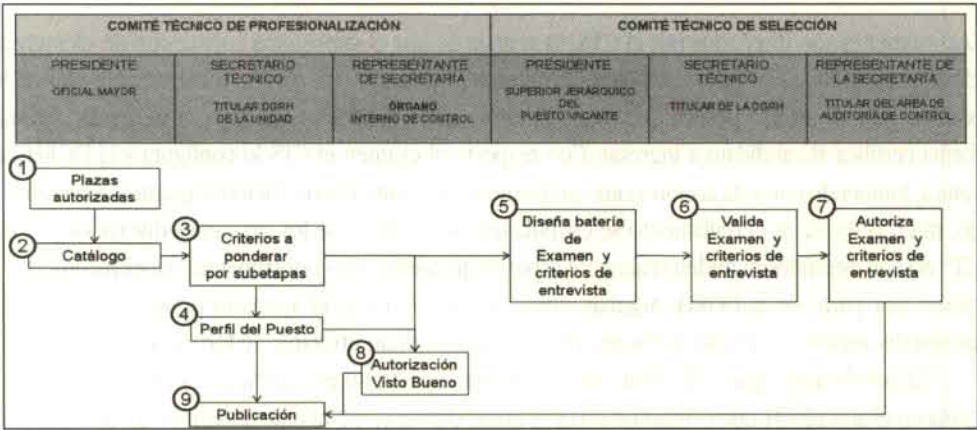 COMITÉ TÉCNICO DE PROFESIONALIZACIÓN
COMITÉ TÉCNICO DE SELECCIÓN
PRESIDENTE
OFICIAL MAYOR
SECRETARIO
TÉCNICO
TITULAR DGRH
DE LA UNIDAD
REPRESENTANTE
DE SECRETARÍA
ÓRGANO
INTERNO DE CONTROL
PRESIDENTE
SUPERIOR JERÁRQUICO
DEL
PUESTO VACANTE
SECRETARIO
TÉCNICO
TITULAR DE LA DGRH
REPRESENTANTE DE
LA SECRETARÍA
TITULAR DEL AREA DE
AUDITORÍA DE CONTROL
1
Plazas
autorizadas
2
Catálogo
3
Criterios a
ponderar
por subetapas
4
Perfil del Puesto
5
Diseña batería
de
Examen y
criterios de
entrevista
6
Valida
Examen y
criterios de
entrevista
7
Autoriza
Examen y
criterios de
entrevista
8
Autorización
Visto Bueno
9
Publicación